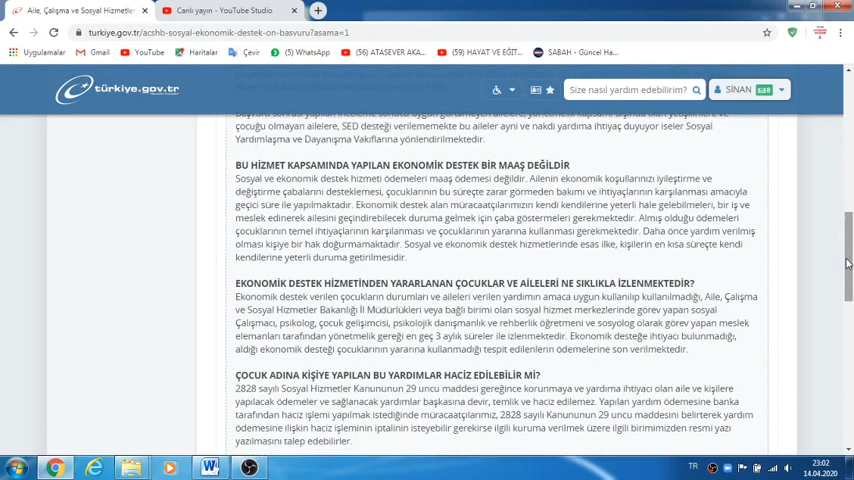 Aile, Çalışma ve Sosyal Hizmetler
Canlı yayın - YouTube Studio
turkiye.gov.tr/acshb-sosyal-ekonomik-destek-on-basvuru?asama=1
Uygulamalar
Gmail
YouTube
Haritalar
Çevir
(5) WhatsApp
(56) ATASEVER AKA...
(59) HAYAT VE EĞİT...
SABAH - Güncel Ha...
türkiye.gov.tr
Size nasıl yardım edebilirim?
SİNAN
Başvuru sonrası yapılan inceleme sonucu uygun görülmeyen ailelere, yönetmelik kapsamı dışında olan yetişkinlere ve
çocuğu olmayan ailelere, SED desteği verilememekte bu aileler ayni ve nakdi yardıma ihtiyaç duyuyor iseler Sosyal
Yardımlaşma ve Dayanışma Vakıflarına yönlendirilmektedir.
BU HİZMET KAPSAMINDA YAPILAN EKONOMİK DESTEK BİR MAAŞ DEĞİLDİR
Sosyal ve ekonomik destek hizmeti ödemeleri maaş ödemesi değildir. Ailenin ekonomik koşullarınızı iyileştirme ve
değiştirme çabalarını desteklemesi, çocuklarının bu süreçte zarar görmeden bakımı ve ihtiyaçlarının karşılanması amacıyla
geçici süre ile yapılmaktadır. Ekonomik destek alan müracaatçılarımızın kendi kendilerine yeterli hale gelebilmeleri, bir iş ve
meslek edinerek ailesini geçindirebilecek duruma gelmek için çaba göstermeleri gerekmektedir. Almış olduğu ödemeleri
çocuklarının temel ihtiyaçlarının karşılanması ve çocuklarının yararına kullanması gerekmektedir. Daha önce yardım verilmiş
olması kişiye bir hak doğurmamaktadır. Sosyal ve ekonomik destek hizmetlerinde esas ilke, kişilerin en kısa süreçte kendi
kendilerine yeterli duruma getirilmesidir.
EKONOMİK DESTEK HİZMETİNDEN YARARLANAN ÇOCUKLAR VE AİLELERİ NE SIKLIKLA İZLENMEKTEDİR?
Ekonomik destek verilen çocukların durumları ve aileleri verilen yardımın amaca uygun kullanılıp kullanılmadığı, Aile, Çalışma
ve Sosyal Hizmetler Bakanlığı İl Müdürlükleri veya bağlı birimi olan sosyal hizmet merkezlerinde görev yapan sosyal
Çalışmacı, psikolog, çocuk gelişimcisi, psikolojik danışmanlık ve rehberlik öğretmeni ve sosyolog olarak görev yapan meslek
elemanları tarafından yönetmelik gereği en geç 3 aylık süreler ile izlenmektedir. Ekonomik desteğe ihtiyacı bulunmadığı,
aldığı ekonomik desteği çocuklarının yararına kullanmadığı tespit edilenlerin ödemelerine son verilmektedir.
ÇOCUK ADINA KİŞİYE YAPILAN BU YARDIMLAR HACİZ EDİLEBİLİR Mİ?
2828 sayılı Sosyal Hizmetler Kanununun 29 uncu maddesi gereğince korunmaya ve yardıma ihtiyacı olan aile ve kişilere
yapılacak ödemeler ve sağlanacak yardımlar başkasına devir, temlik ve haciz edilemez. Yapılan yardım ödemesine banka
tarafından haciz işlemi yapılmak istediğinde müracaatçılarımız, 2828 sayılı Kanununun 29 uncu maddesini belirterek yardım
ödemesine ilişkin haciz işleminin iptalinin isteyebilir gerekirse ilgili kuruma verilmek üzere ilgili birimimizden resmi yazı
yazılmasını talep edebilirler.
TR
23:02
14.04.2020